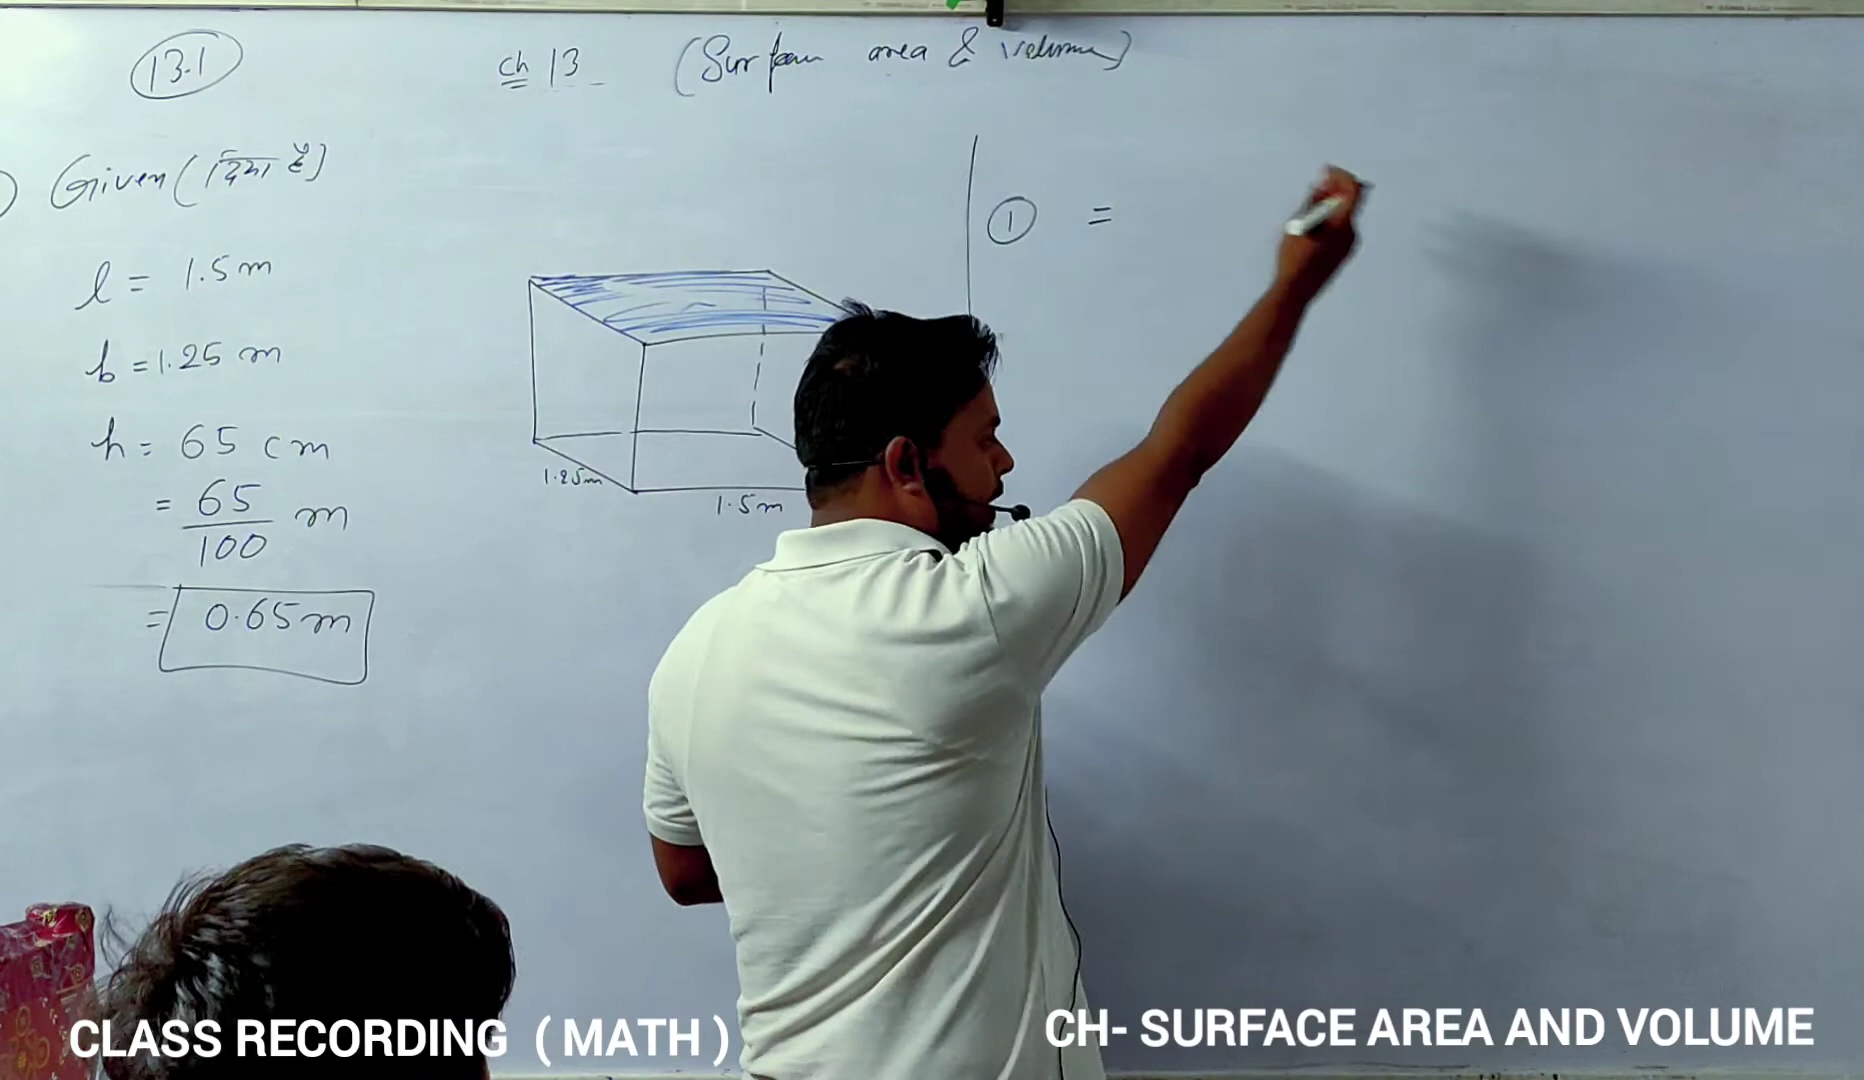 13.1
ch 13 (Surface area & volume)
Given (दिया है)
l = 1.5 m
b = 1.25 m
h = 65 cm
= 65/100 m
= 0.65 m
1.25m
1.5m
① =
CLASS RECORDING ( MATH )
CH- SURFACE AREA AND VOLUME